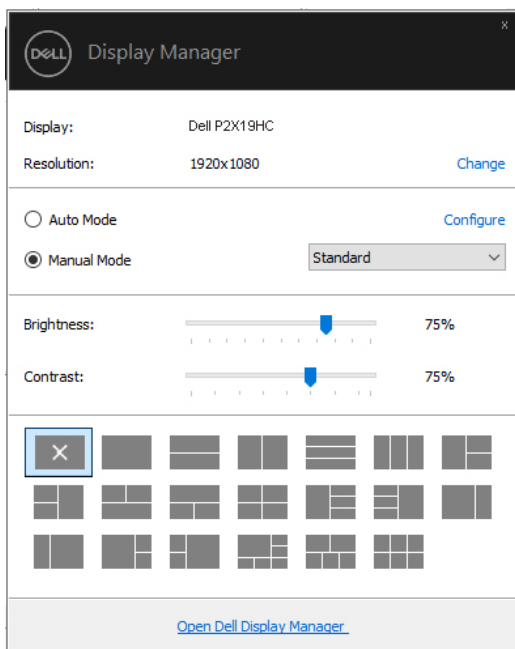 x
DELL Display Manager
Display: Dell P2X19HC
Resolution: 1920x1080 Change
Auto Mode Configure
Manual Mode Standard
Brightness: 75%
Contrast: 75%
Open Dell Display Manager